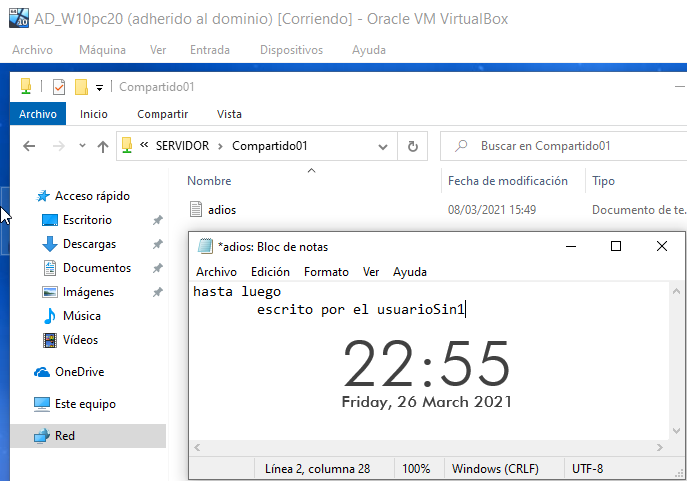 AD_W10pc20 (adherido al dominio) [Corriendo] - Oracle VM VirtualBox
Archivo Máquina Ver Entrada Dispositivos Ayuda
Compartido01
Archivo Inicio Compartir Vista
« SERVIDOR › Compartido01
Buscar en Compartido01
Nombre Fecha de modificación Tipo
Acceso rápido
Escritorio
Descargas
Documentos
Imágenes
Música
Vídeos
OneDrive
Este equipo
Red
adios 08/03/2021 15:49 Documento de te.
*adios: Bloc de notas
Archivo Edición Formato Ver Ayuda
hasta luego
escrito por el usuarioSin1
22:55
Friday, 26 March 2021
Línea 2, columna 28 100% Windows (CRLF) UTF-8